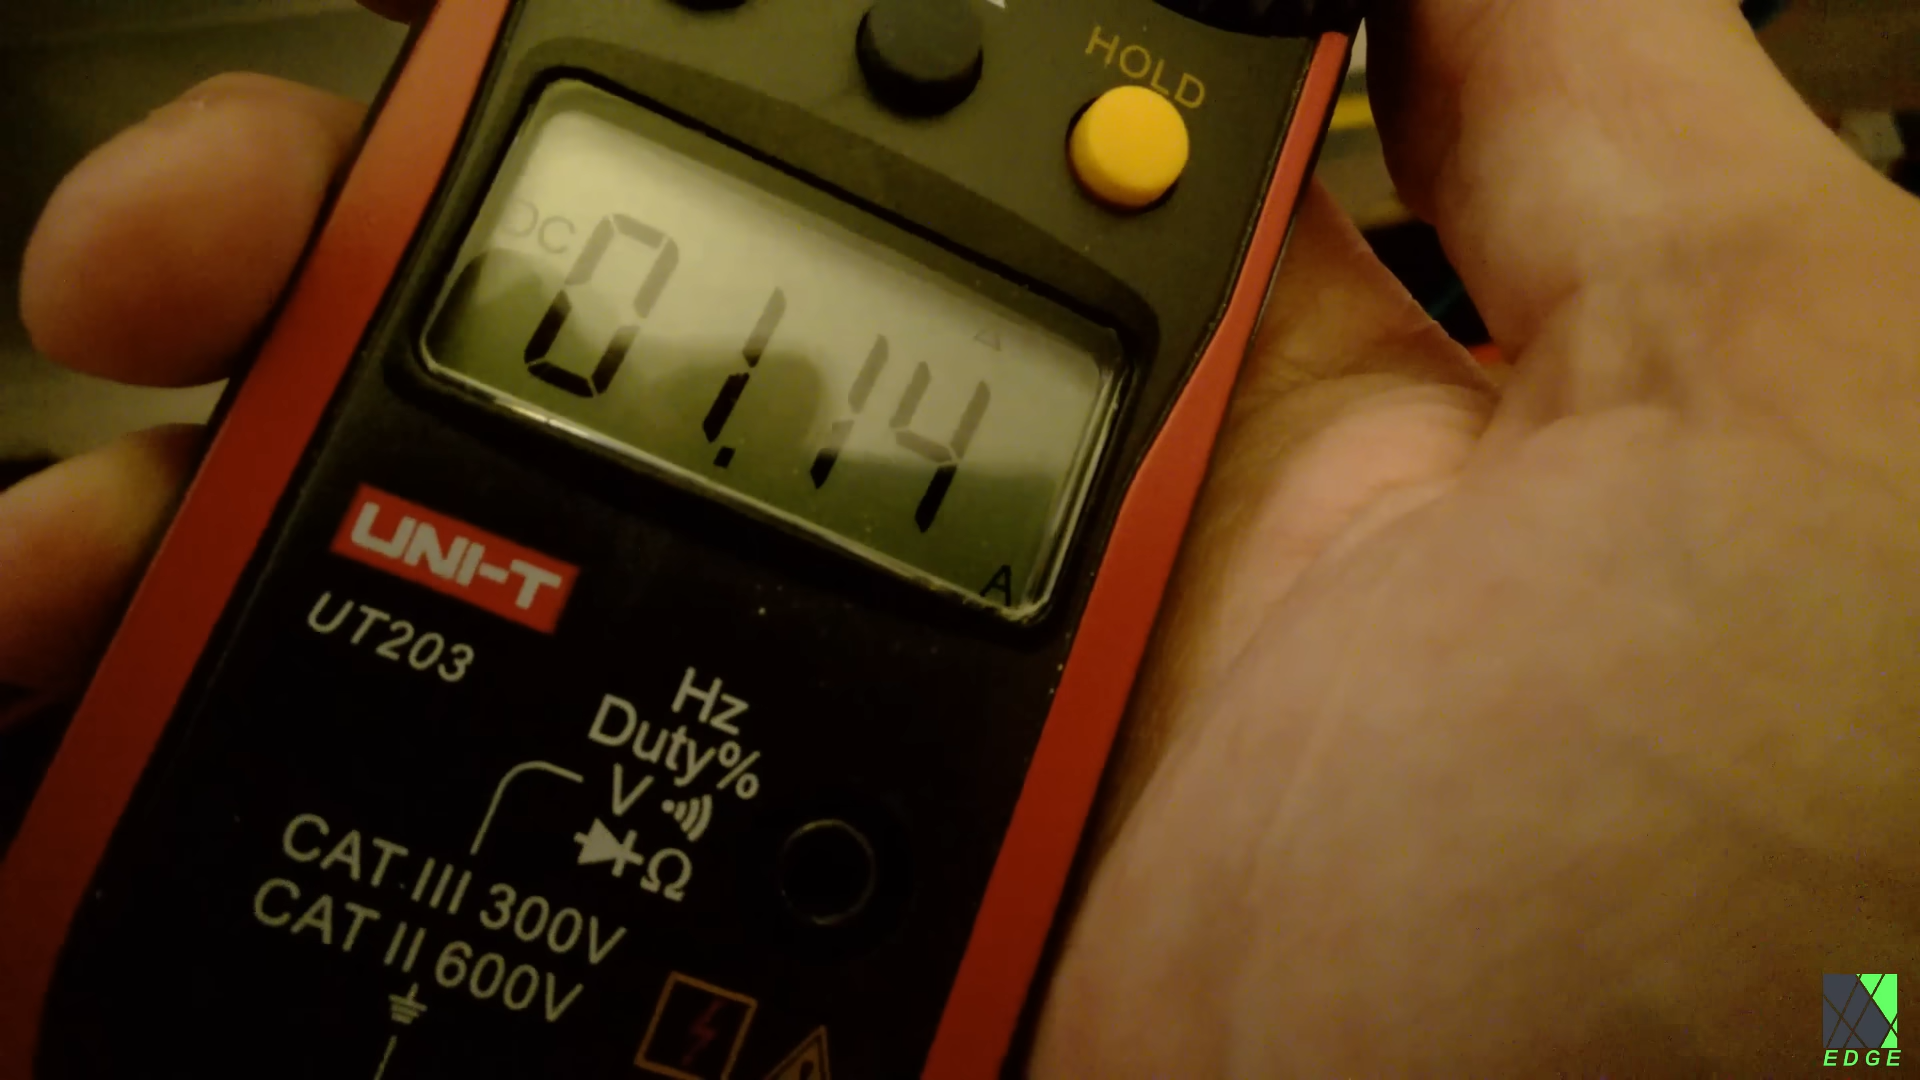 HOLD
DC
01.14
△
A
UNI-T
UT203
Hz
Duty%
V
Ω
CAT III 300V
CAT II 600V
EDGE